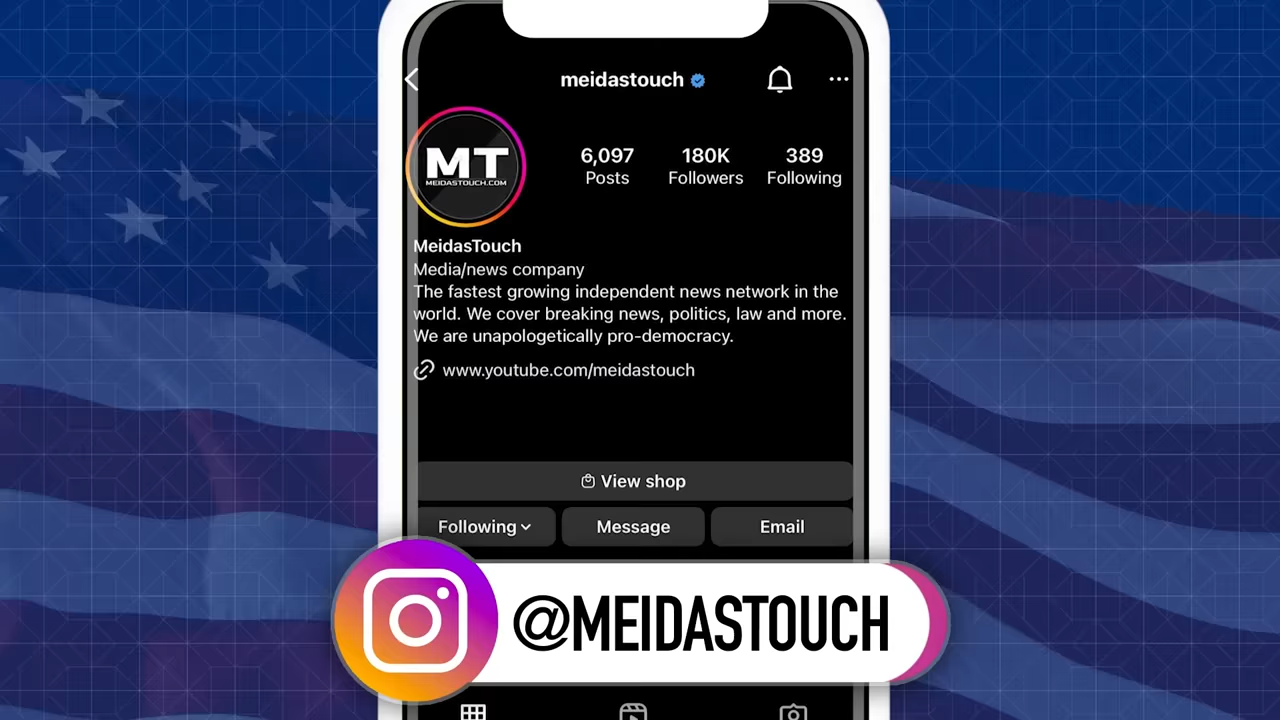 meidastouch
MT
MEIDASTOUCH.COM
6,097 180K 389
Posts Followers Following
MeidasTouch
Media/news company
The fastest growing independent news network in the
world. We cover breaking news, politics, law and more.
We are unapologetically pro-democracy.
www.youtube.com/meidastouch
View shop
Following Message Email
@MEIDASTOUCH